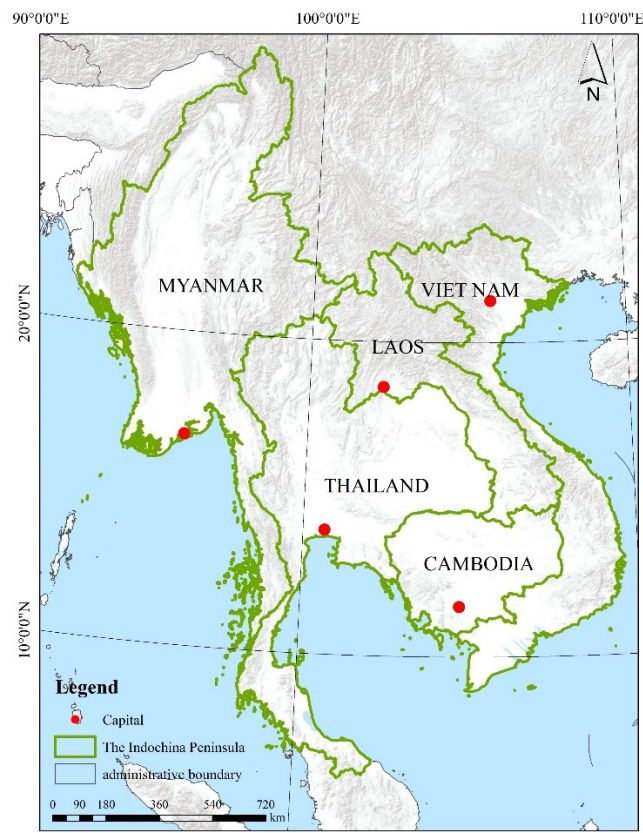 90°0'0"E 100°0'0"E 110°0'0"E
N
MYANMAR
VIET NAM
20°0'0"N
LAOS
THAILAND
CAMBODIA
10°0'0"N
Legend
Capital
The Indochina Peninsula
administrative boundary
0 90 180 360 540 720
km